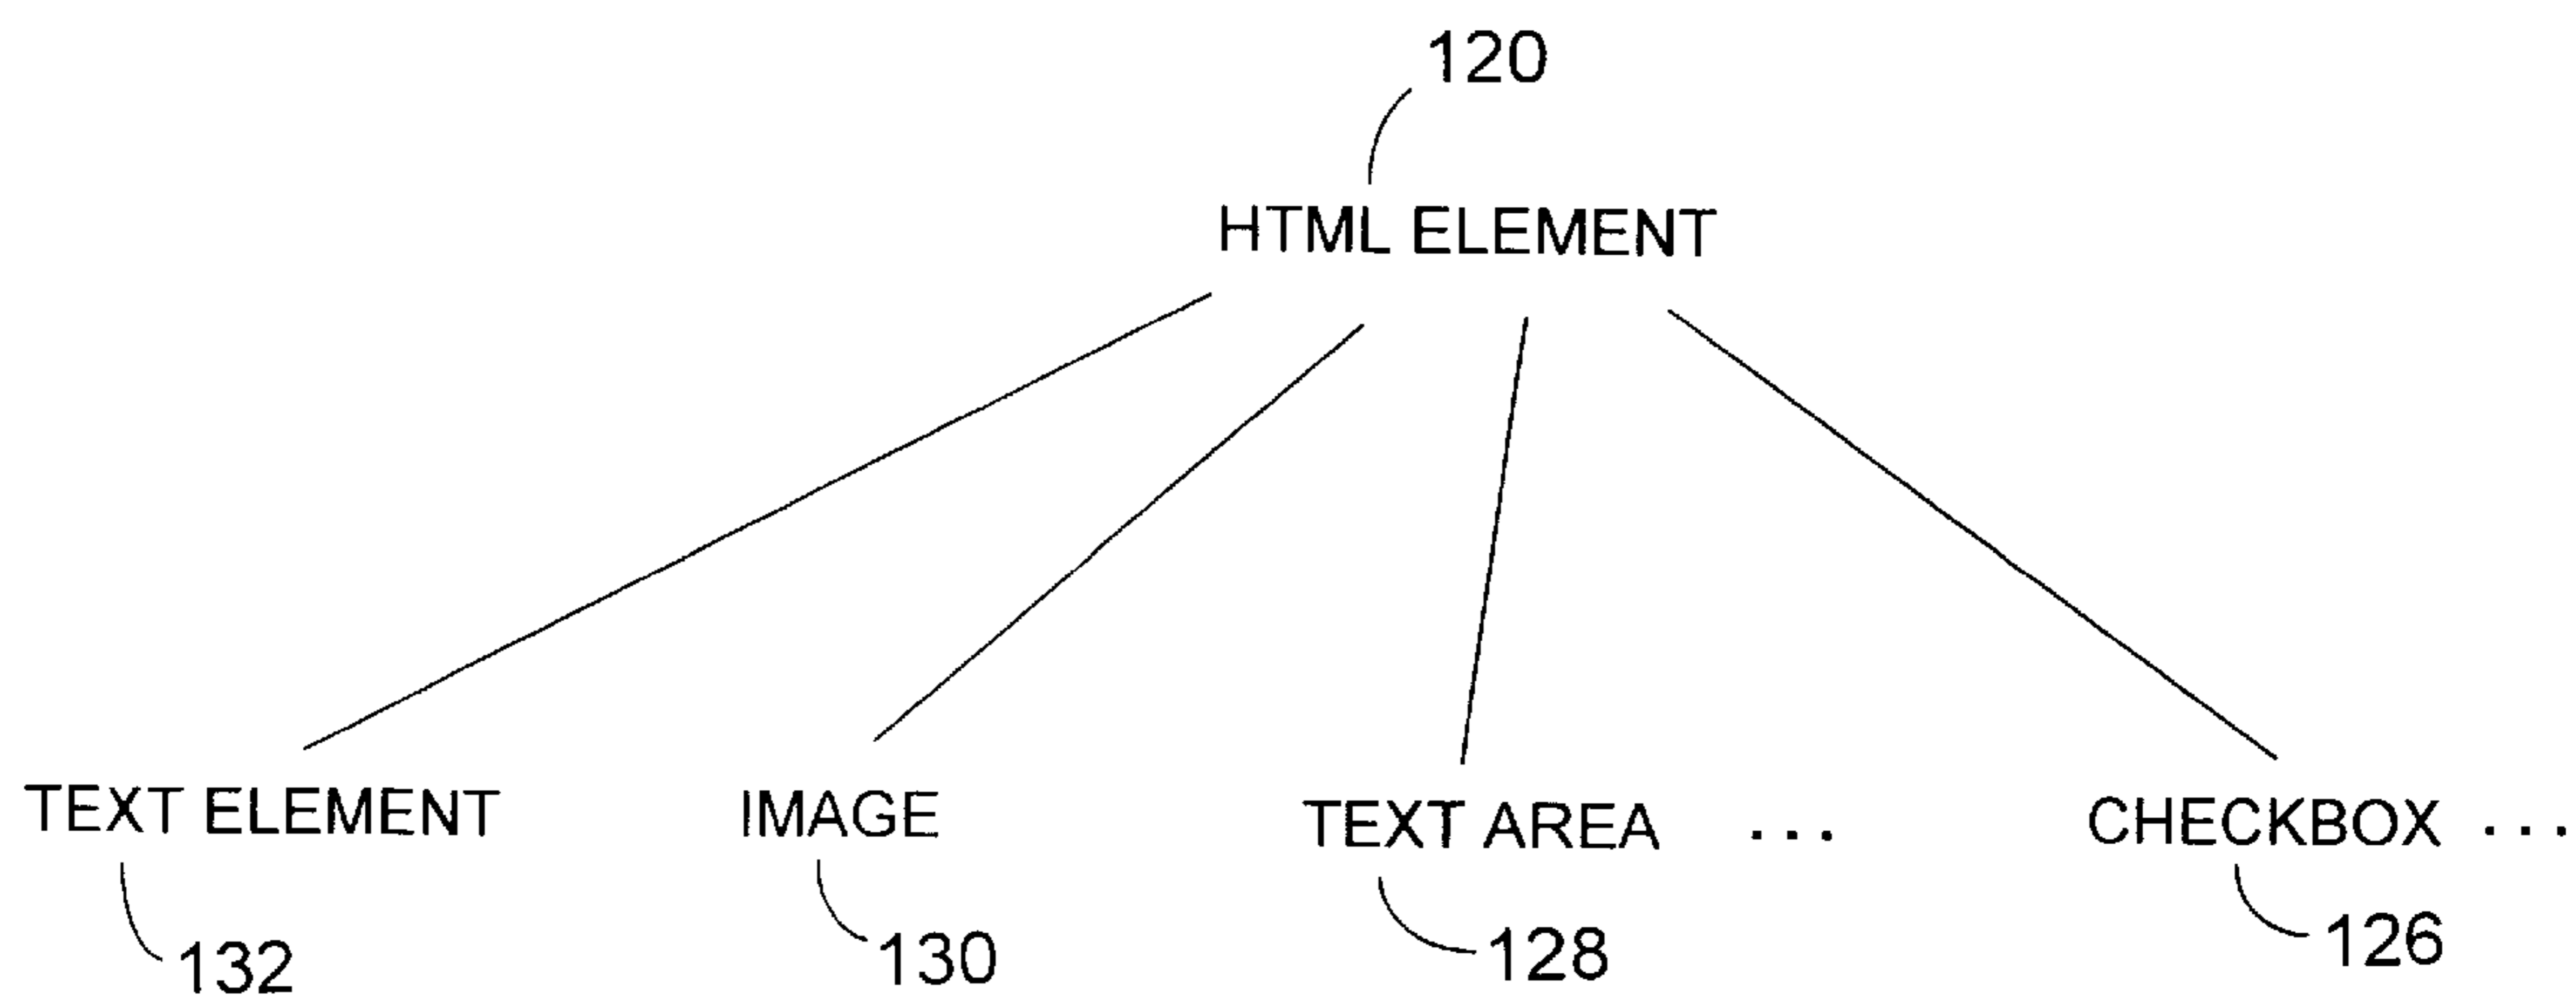 120
HTML ELEMENT
TEXT ELEMENT IMAGE TEXT AREA ... CHECKBOX ...
132 130 128 126